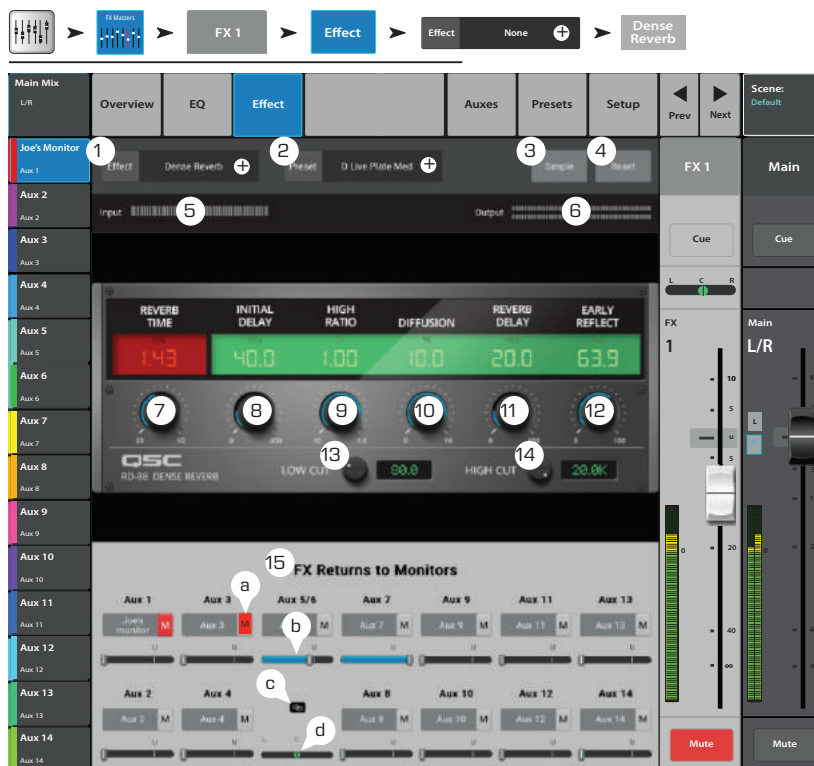 FX Masters
FX 1
Effect
Effect None
Dense Reverb
Main Mix
L/R
Overview EQ Effect Auxes Presets Setup
Prev Next
Scene:
Default
Joe's Monitor
Aux 1
Aux 2
Aux 2
Aux 3
Aux 3
Aux 4
Aux 4
Aux 5
Aux 5
Aux 6
Aux 6
Aux 7
Aux 7
Aux 8
Aux 8
Aux 9
Aux 9
Aux 10
Aux 10
Aux 11
Aux 11
Aux 12
Aux 12
Aux 13
Aux 13
Aux 14
Aux 14
1 2 3 4
Effect Dense Reverb Preset D Live Plate Med Simple Reset
Input 5 Output 6
REVERB TIME INITIAL DELAY HIGH RATIO DIFFUSION REVERB DELAY EARLY REFLECT
1.43 40.0 1.00 10.0 20.0 63.9
7 8 9 10 11 12
QSC
RD-88 DENSE REVERB
13 14
LOW CUT 80.0 HIGH CUT 20.0K
15 FX Returns to Monitors
a
Aux 1 Aux 3 Aux 5/6 Aux 7 Aux 9 Aux 11 Aux 13
Joe's monitor M Aux 3 M M Aux 7 M Aux 9 M Aux 11 M Aux 13 M
b
U U U U U U U
c
Aux 2 Aux 4 Aux 8 Aux 10 Aux 12 Aux 14
Aux 2 M Aux 4 M Aux 8 M Aux 10 M Aux 12 M Aux 14 M
d
U U L C U U U U
FX 1
Cue
L C R
FX
1
10
5
U
5
0
20
40
∞
Mute
Main
Cue
Main
L/R
L
0
Mute